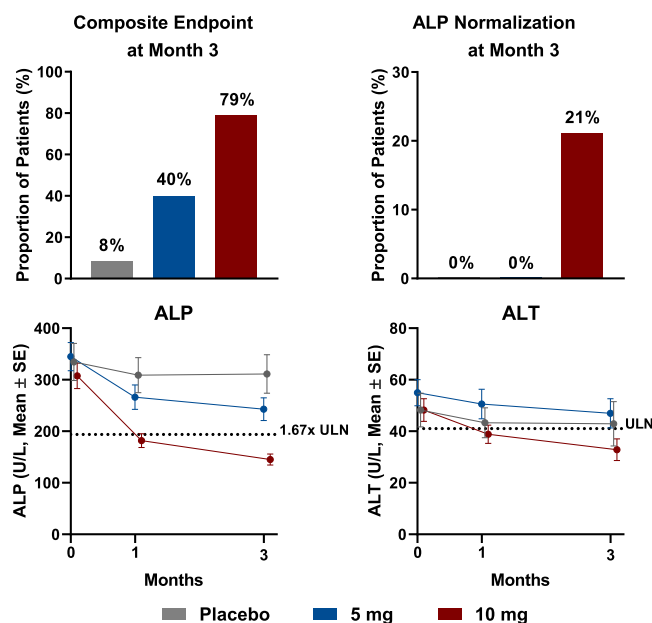 Composite Endpoint
at Month 3
Proportion of Patients (%)
100
80
60
40
20
0
8%
40%
79%
ALP Normalization
at Month 3
Proportion of Patients (%)
30
20
10
0
0%
0%
21%
ALP
ALP (U/L, Mean ± SE)
400
300
200
100
0
1.67x ULN
0
1
3
Months
ALT
ALT (U/L, Mean ± SE)
80
60
40
20
0
ULN
0
1
3
Months
Placebo
5 mg
10 mg